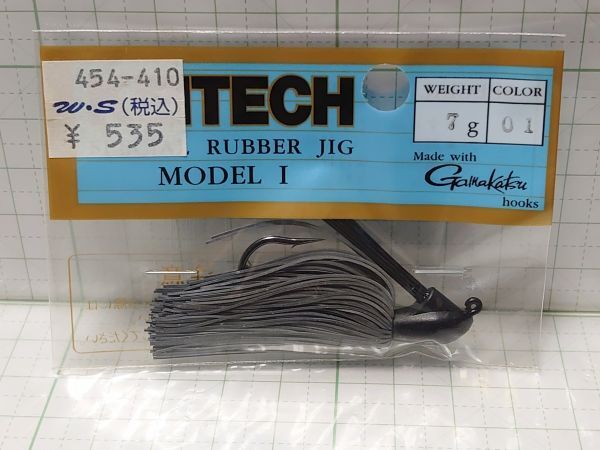 454-410
W・S(税込)
¥ 535
ITECH
RUBBER JIG
MODEL I
WEIGHT COLOR
7g 01
Made with
Gamakatsu
hooks